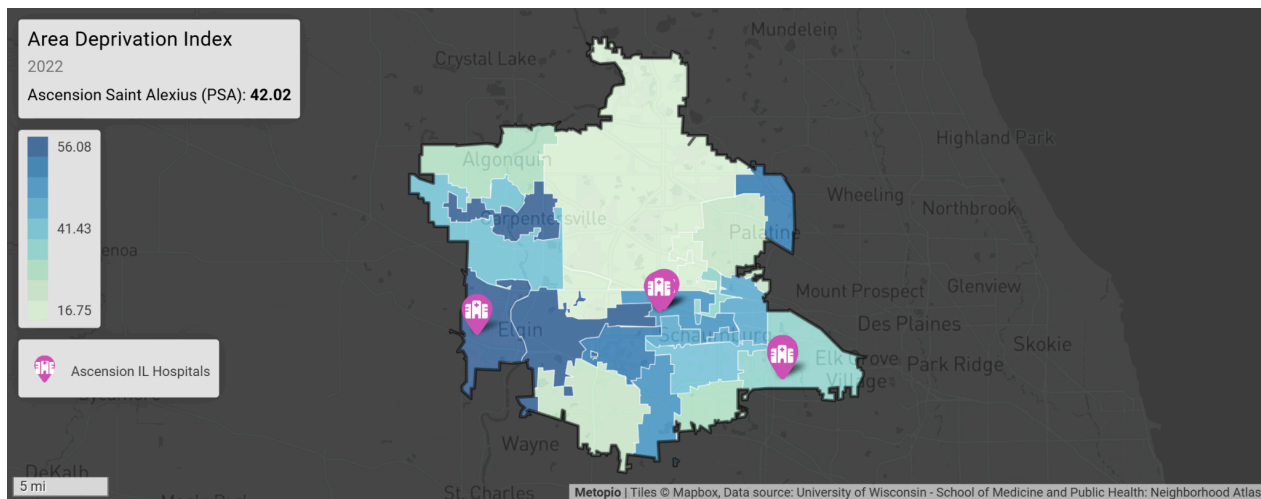 Area Deprivation Index
2022
Ascension Saint Alexius (PSA): 42.02
56.08
41.43
16.75
Ascension IL Hospitals
Mundelein
Crystal Lake
Highland Park
Algonquin
Wheeling
Northbrook
Carpentersville
Palatine
enoa
Mount Prospect
Glenview
Elgin
Schaumburg
Des Plaines
Skokie
Elk Grove
Village
Park Ridge
Sycamore
Wayne
DeKalb
St. Charles
5 mi
Metopio | Tiles © Mapbox, Data source: University of Wisconsin - School of Medicine and Public Health: Neighborhood Atlas